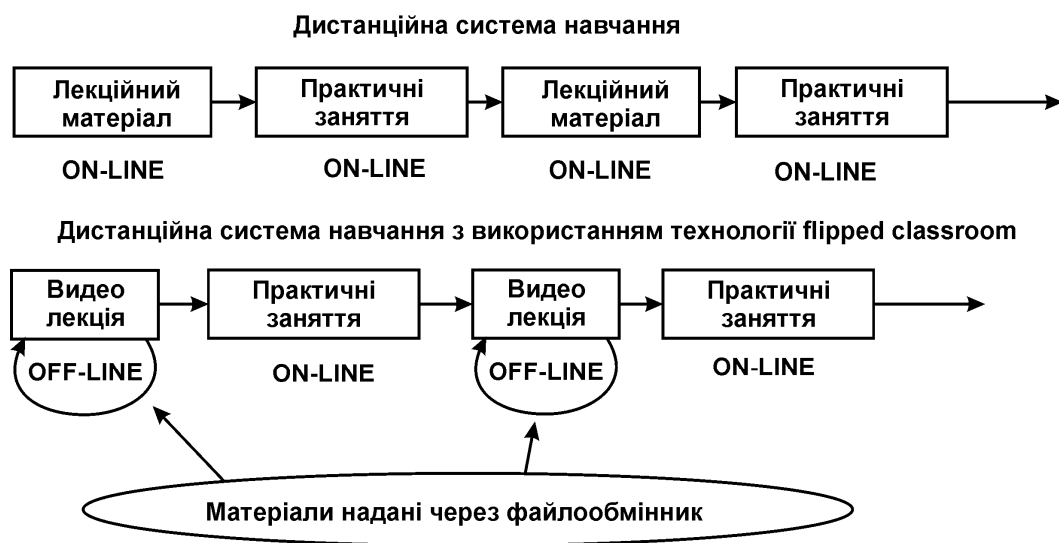 Дистанційна система навчання
Лекційний
матеріал
Практичні
заняття
Лекційний
матеріал
Практичні
заняття
ON-LINE
ON-LINE
ON-LINE
ON-LINE
Дистанційна система навчання з використанням технології flipped classroom
Видео
лекція
Практичні
заняття
Видео
лекція
Практичні
заняття
OFF-LINE
ON-LINE
OFF-LINE
ON-LINE
Матеріали надані через файлообмінник